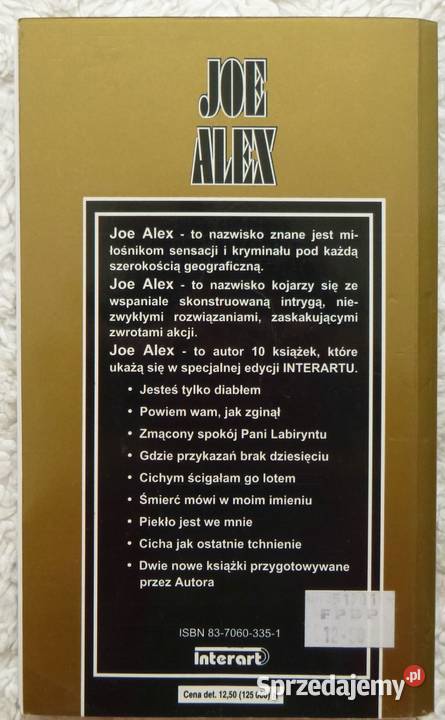 JOE
ALEX
Joe Alex - to nazwisko znane jest mi-
łośnikom sensacji i kryminału pod każdą
szerokością geograficzną.
Joe Alex - to nazwisko kojarzy się ze
wspaniale skonstruowaną intrygą, nie-
zwykłymi rozwiązaniami, zaskakującymi
zwrotami akcji.
Joe Alex - to autor 10 książek, które
ukażą się w specjalnej edycji INTERARTU.
• Jesteś tylko diabłem
• Powiem wam, jak zginął
• Zmącony spokój Pani Labiryntu
• Gdzie przykazań brak dziesięciu
• Cichym ścigałam go lotem
• Śmierć mówi w moim imieniu
• Piekło jest we mnie
• Cicha jak ostatnie tchnienie
• Dwie nowe książki przygotowywane
przez Autora
ISBN 83-7060-335-1
Interart
Cena det. 12,50 (125
Sprzedajemy.pl